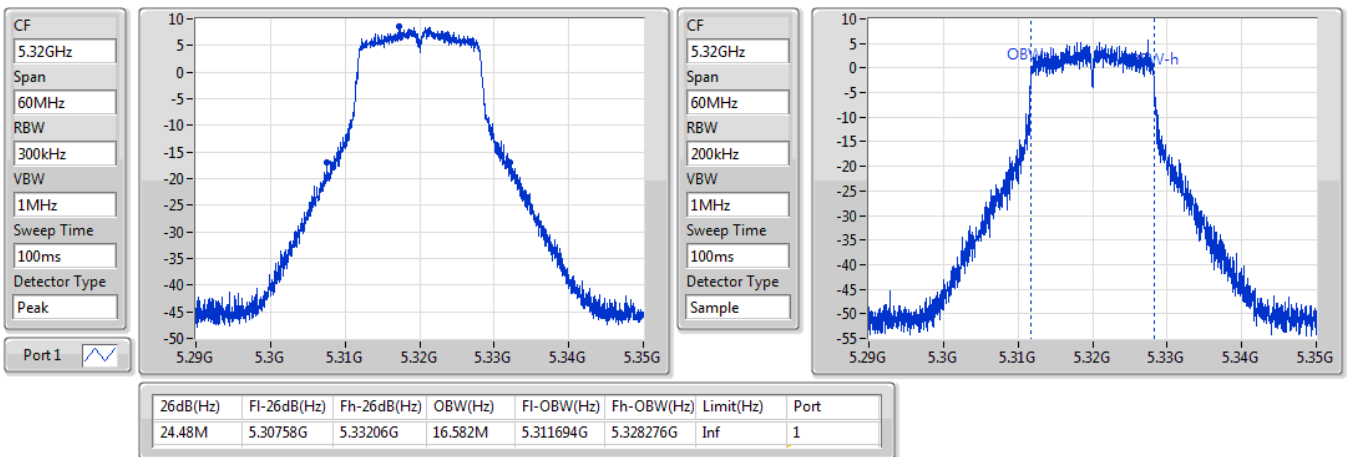 CF
5.32GHz
Span
60MHz
RBW
300kHz
VBW
1MHz
Sweep Time
100ms
Detector Type
Peak
Port 1
10
5
0
-5
-10
-15
-20
-25
-30
-35
-40
-45
-50
5.29G 5.3G 5.31G 5.32G 5.33G 5.34G 5.35G
CF
5.32GHz
Span
60MHz
RBW
200kHz
VBW
1MHz
Sweep Time
100ms
Detector Type
Sample
10
5
0
-5
-10
-15
-20
-25
-30
-35
-40
-45
-50
-55
5.29G 5.3G 5.31G 5.32G 5.33G 5.34G 5.35G
26dB(Hz) Fl-26dB(Hz) Fh-26dB(Hz) OBW(Hz) Fl-OBW(Hz) Fh-OBW(Hz) Limit(Hz) Port
24.48M 5.30758G 5.33206G 16.582M 5.311694G 5.328276G Inf 1